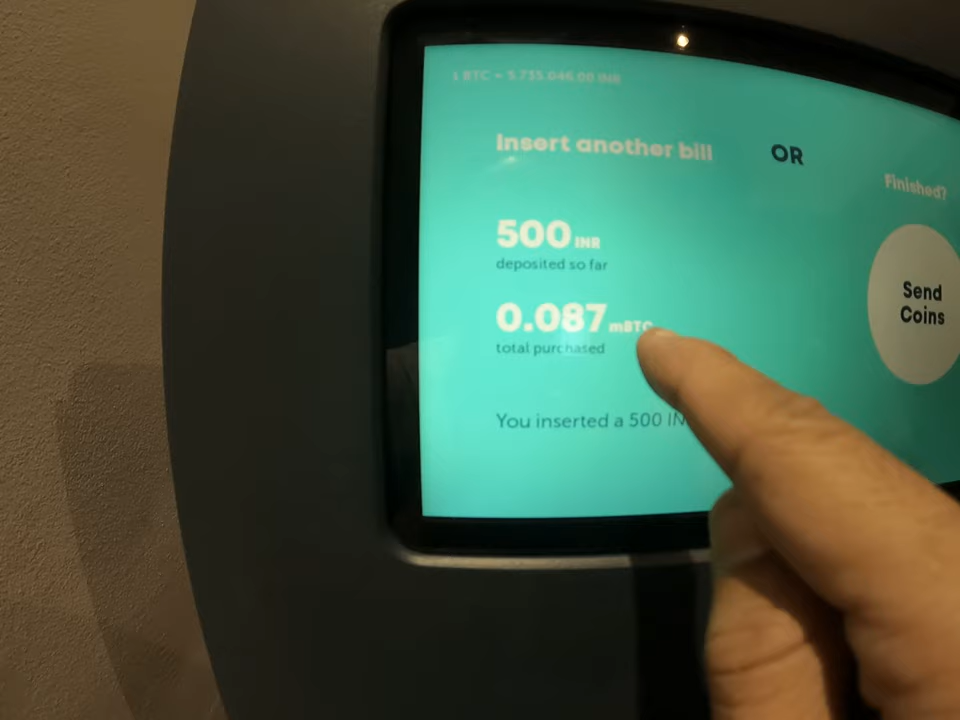 1 BTC = 5,735,046.00 INR
Insert another bill
OR
Finished?
500 INR
deposited so far
0.087 mBTC
total purchased
Send
Coins
You inserted a 500